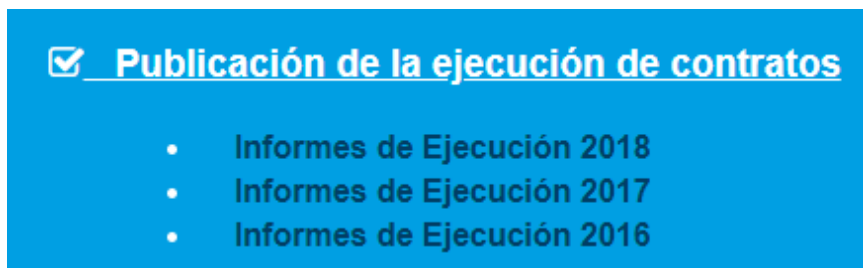 Publicación de la ejecución de contratos
Informes de Ejecución 2018
Informes de Ejecución 2017
Informes de Ejecución 2016